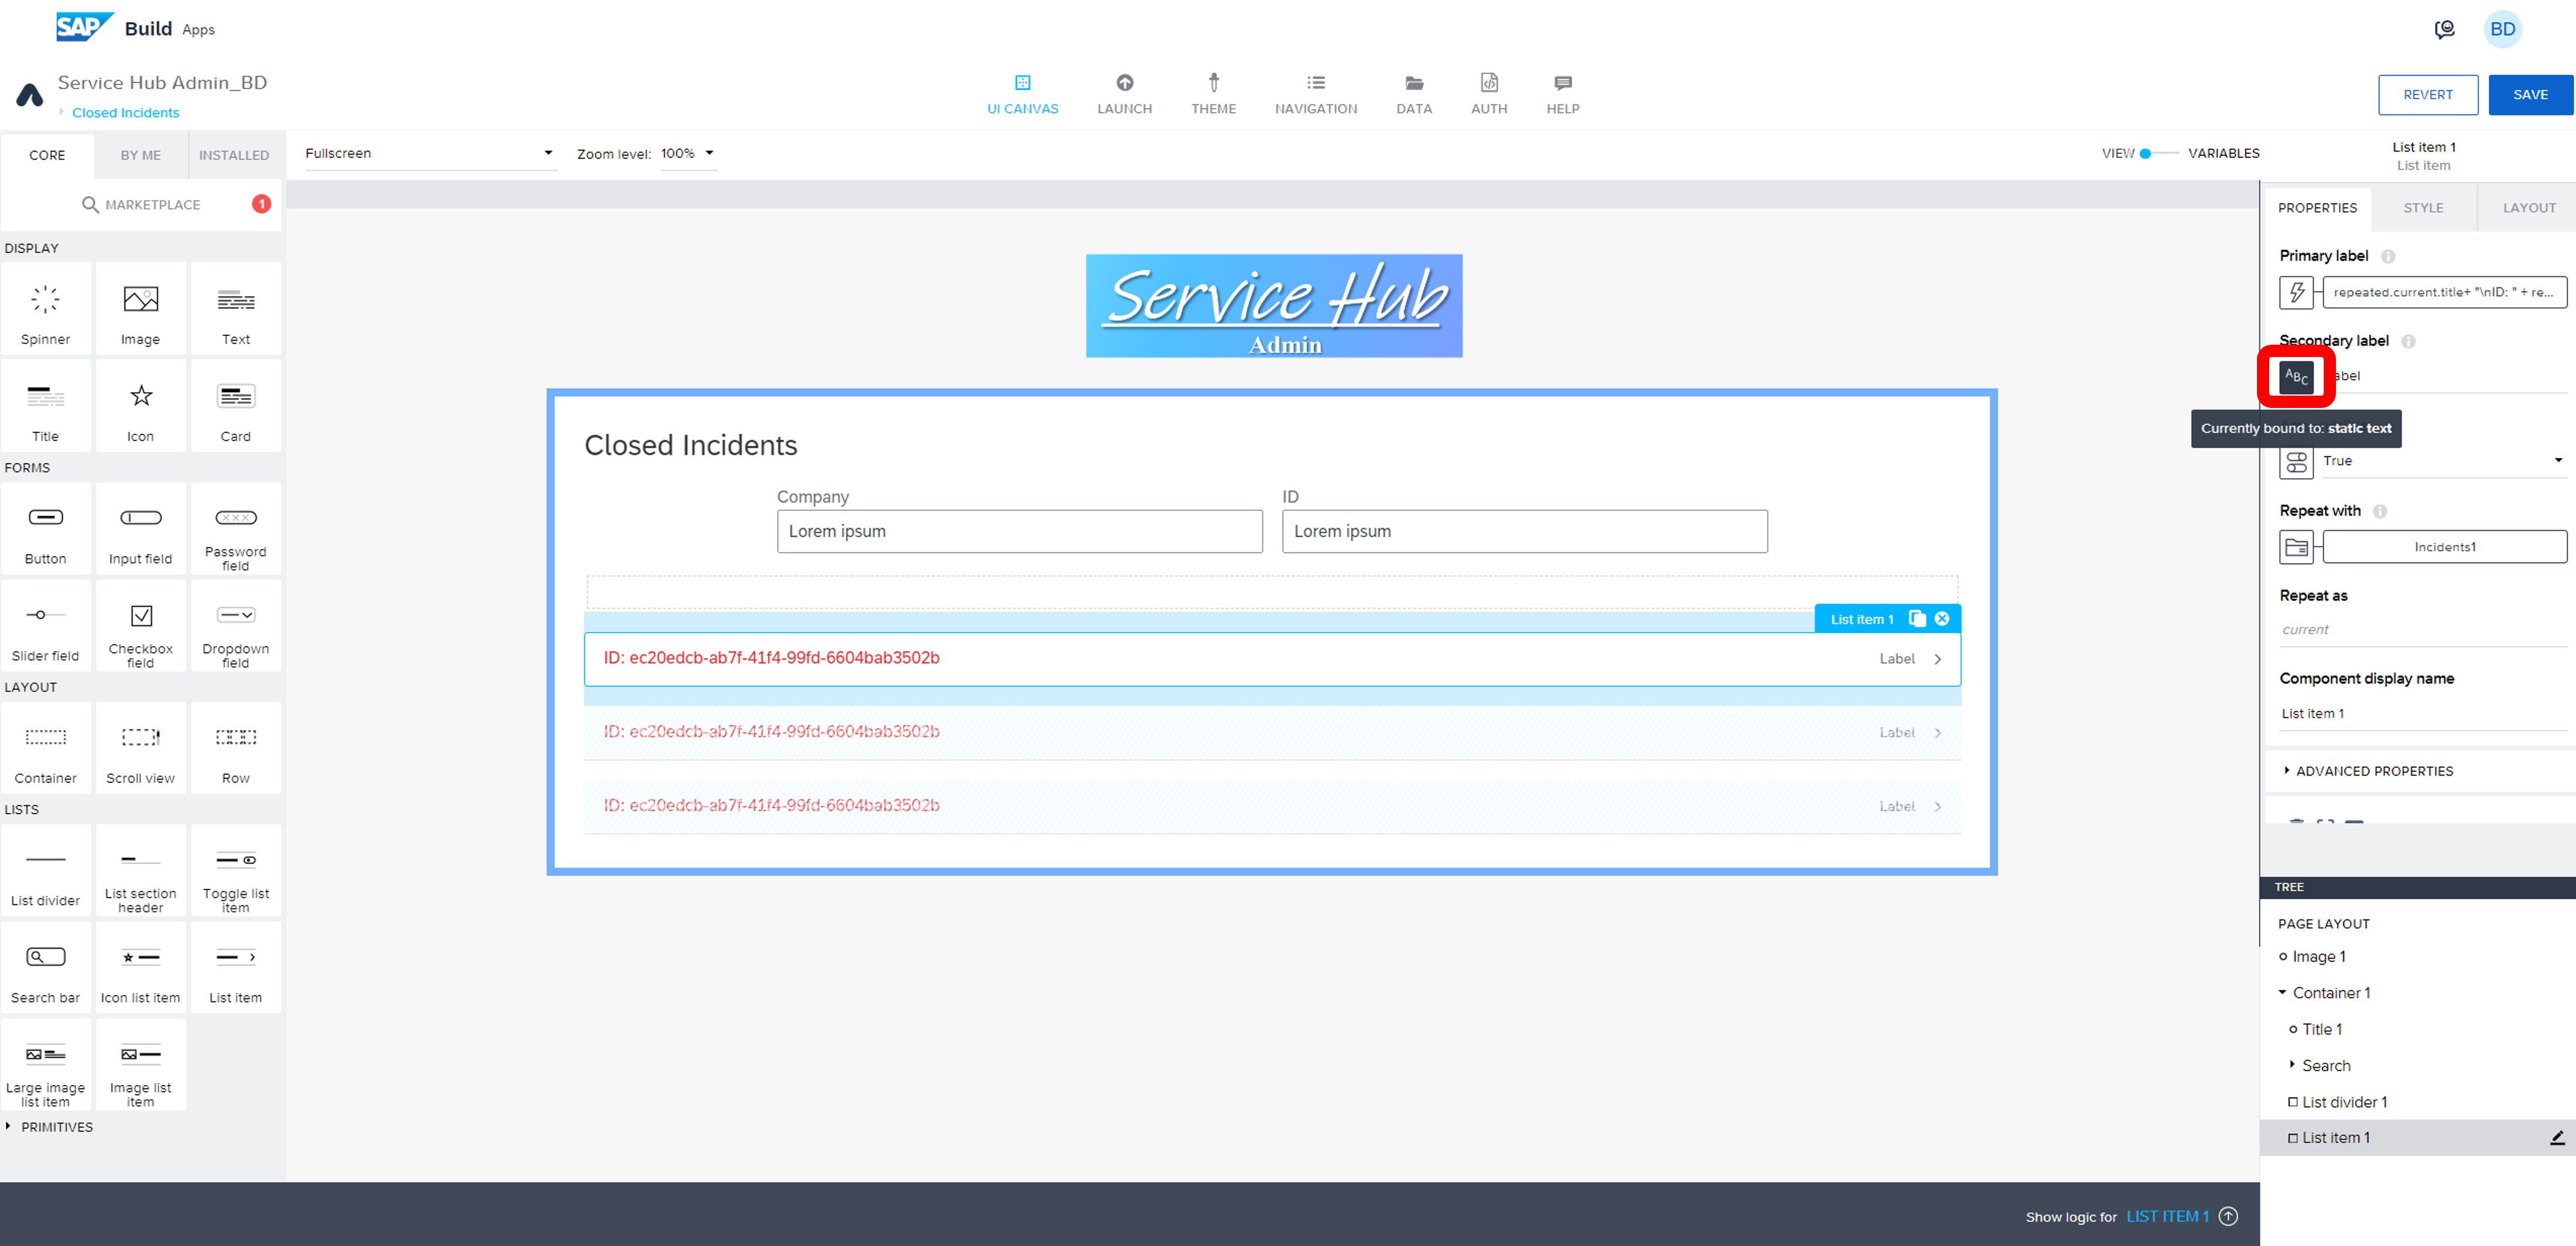 SAP Build Apps
BD
Service Hub Admin_BD
Closed Incidents
UI CANVAS
LAUNCH
THEME
NAVIGATION
DATA
AUTH
HELP
REVERT
SAVE
CORE
BY ME
INSTALLED
Fullscreen
Zoom level: 100%
VIEW
VARIABLES
List item 1
List item
MARKETPLACE
1
PROPERTIES
STYLE
LAYOUT
DISPLAY
Spinner
Image
Text
Title
Icon
Card
FORMS
Button
Input field
Password
field
Slider field
Checkbox
field
Dropdown
field
LAYOUT
Container
Scroll view
Row
LISTS
List divider
List section
header
Toggle list
item
Search bar
Icon list item
List item
Large image
list item
Image list
item
PRIMITIVES
Service Hub
Admin
Closed Incidents
Company
ID
Lorem ipsum
Lorem ipsum
List item 1
ID: ec20edcb-ab7f-41f4-99fd-6604bab3502b
Label
ID: ec20edcb-ab7f-41f4-99fd-6604bab3502b
Label
ID: ec20edcb-ab7f-41f4-99fd-6604bab3502b
Label
Primary label
repeated.current.title+ "\nID: " + re...
Secondary label
ABC
abel
Currently bound to: static text
True
Repeat with
Incidents1
Repeat as
current
Component display name
List item 1
ADVANCED PROPERTIES
TREE
PAGE LAYOUT
Image 1
Container 1
Title 1
Search
List divider 1
List item 1
Show logic for LIST ITEM 1